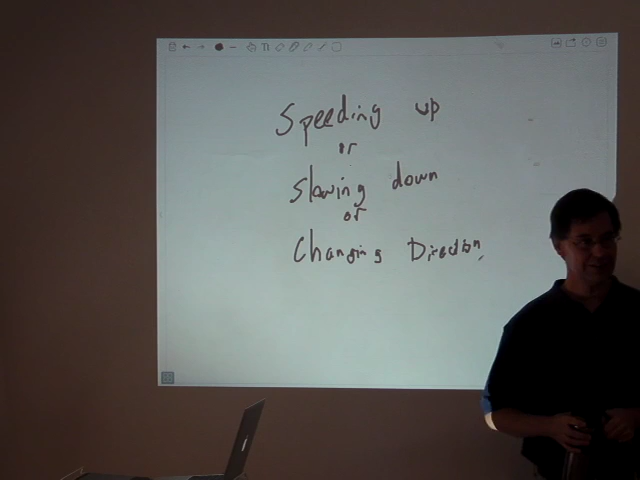 Speeding up
or
Slowing down
or
Changing Direction,